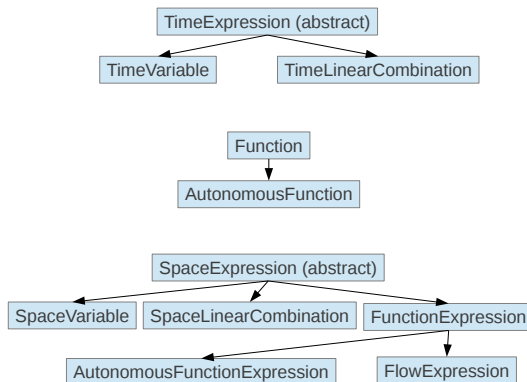 TimeExpression (abstract)
TimeVariable TimeLinearCombination
Function
AutonomousFunction
SpaceExpression (abstract)
SpaceVariable SpaceLinearCombination FunctionExpression
AutonomousFunctionExpression FlowExpression